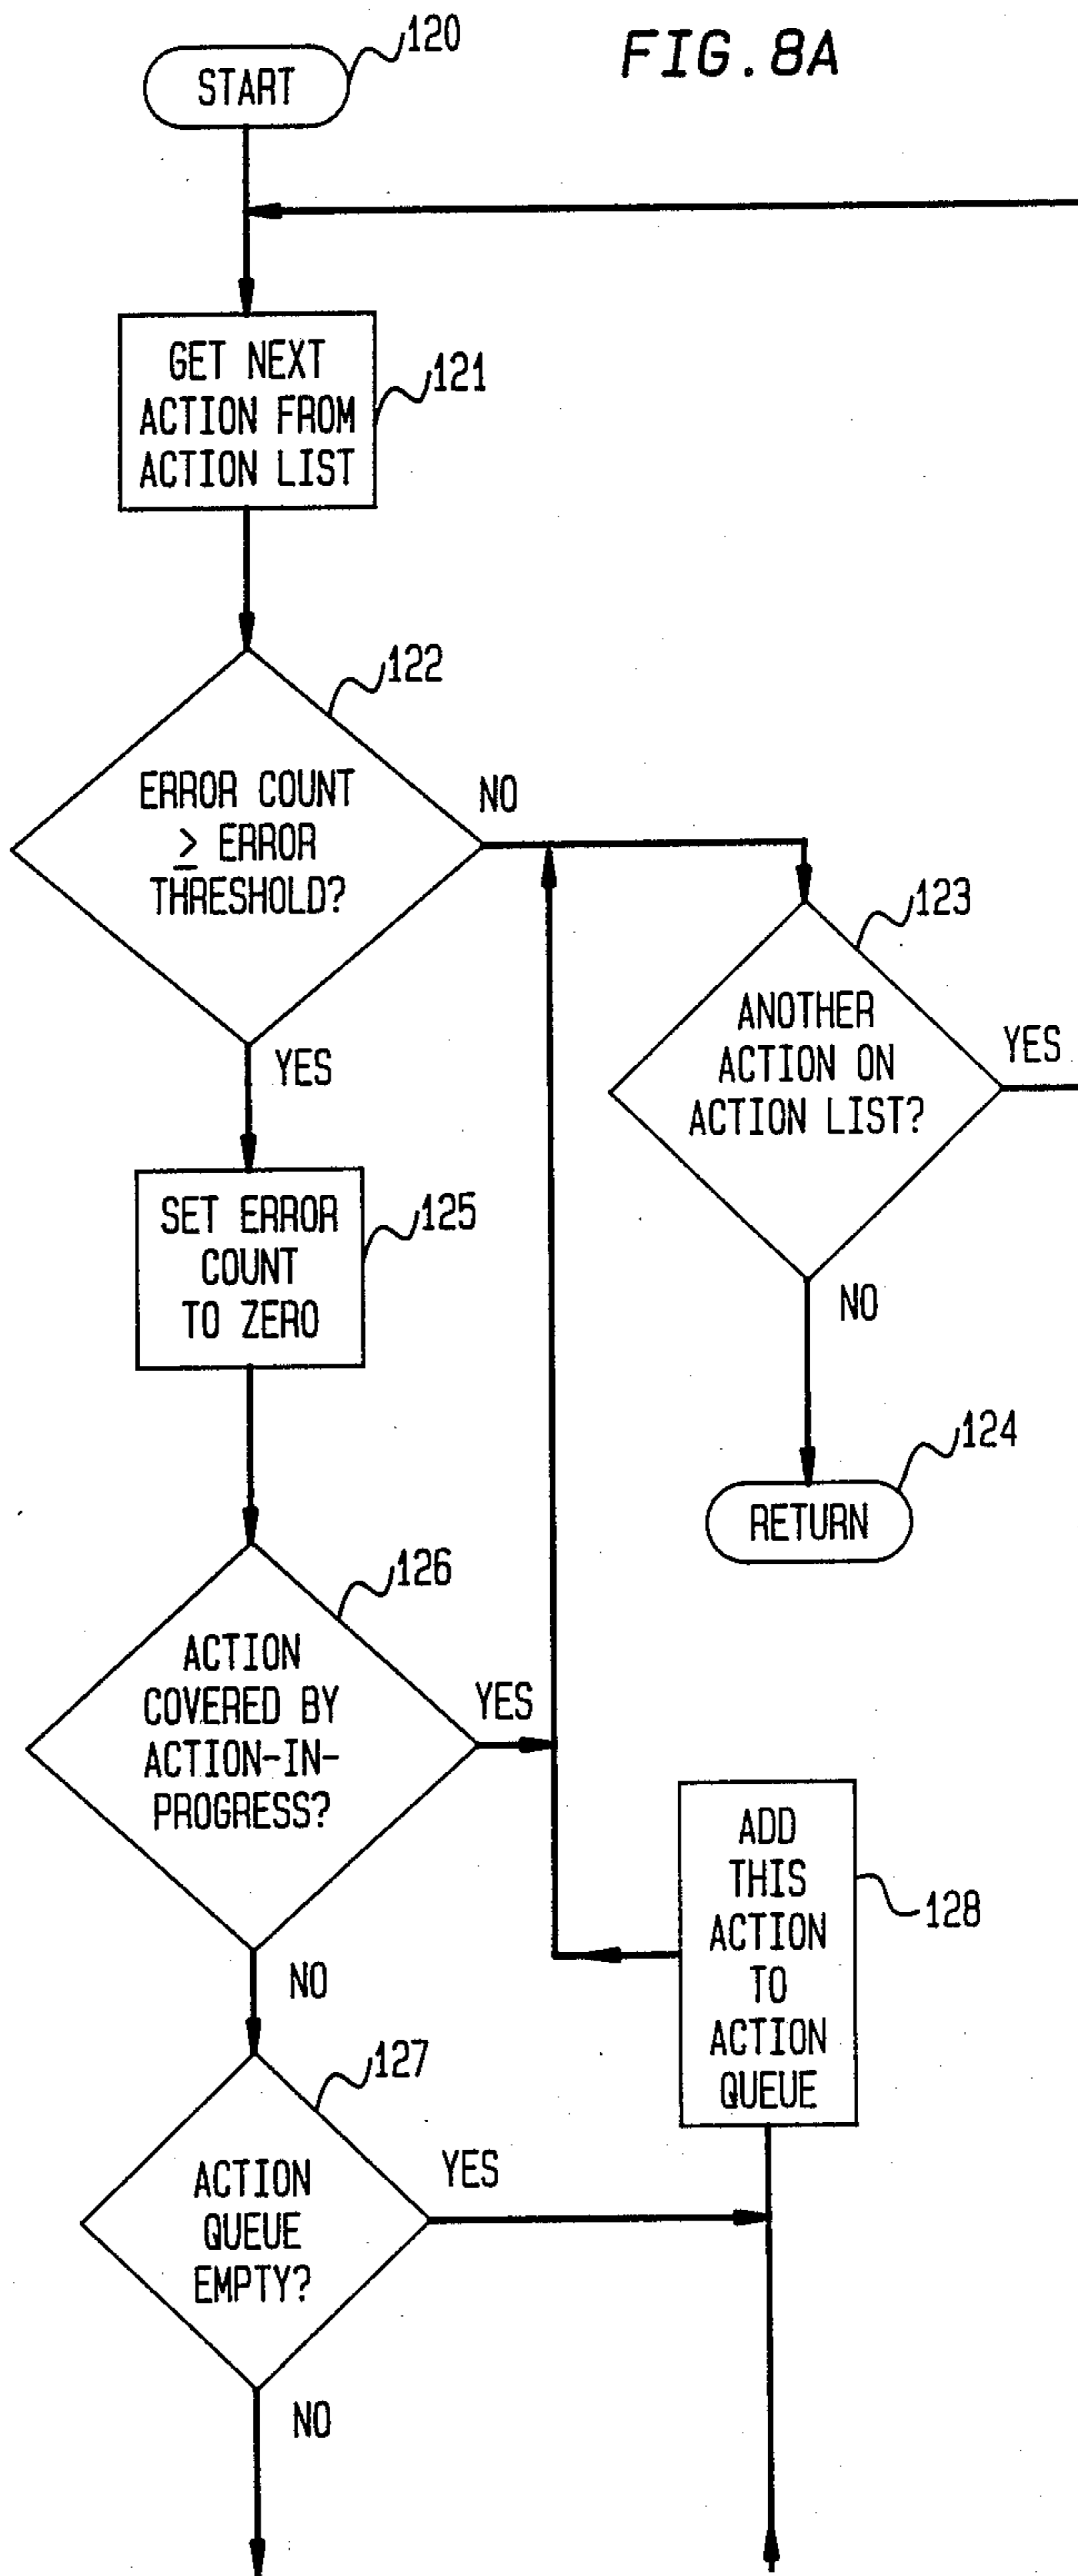 FIG. 8A
120
START
GET NEXT
ACTION FROM
ACTION LIST
121
122
ERROR COUNT
≥ ERROR
THRESHOLD?
NO
YES
123
ANOTHER
ACTION ON
ACTION LIST?
YES
NO
124
RETURN
SET ERROR
COUNT
TO ZERO
125
126
ACTION
COVERED BY
ACTION-IN-
PROGRESS?
YES
NO
ADD
THIS
ACTION
TO
ACTION
QUEUE
128
127
ACTION
QUEUE
EMPTY?
YES
NO